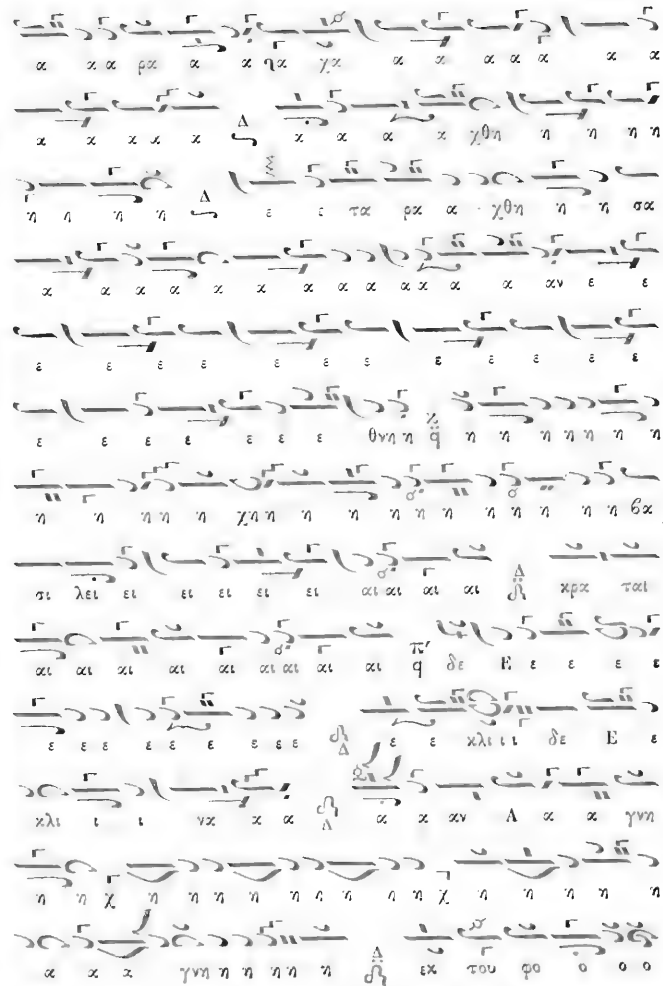 α α α ρα α α ηα χα α α α α α α α
α α α α α Δ α α α α χθη η η η η
η η η η Δ ε ε τα ρα α χθη η η σα
α α α α α α α α α α α α α αν ε ε
ε ε ε ε ε ε ε ε ε ε ε ε
ε ε ε ε ε ε ε θνη η χ q η η η η η η η
η η η η η χη η η η η η η η η η η η η βα
σι λει ει ει ει ει ει αι αι αι αι Δ κρα ται
αι αι αι αι αι αι αι αι αι π' q δε Ε ε ε ε ε
ε ε ε ε ε ε ε ε ε Δ ε ε κλι ι ι δε Ε ε
κλι ι ι να α α Δ α α αν Α α α γνη
η η χ η η η η η η η η η χ η η η η η
α α α γνη η η η η η Δ εκ του φο ο ο ο ο